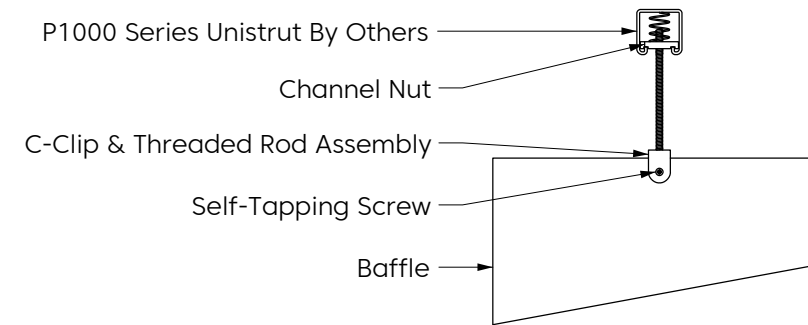 P1000 Series Unistrut By Others
Channel Nut
C-Clip & Threaded Rod Assembly
Self-Tapping Screw
Baffle